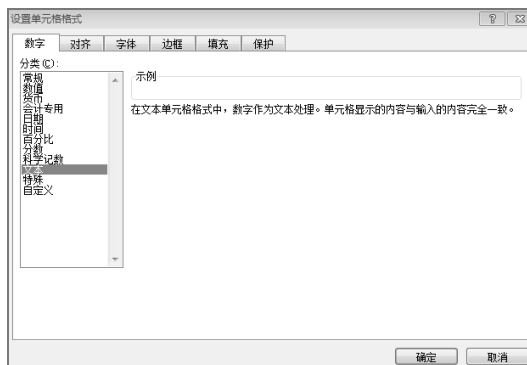 设置单元格格式
数字 对齐 字体 边框 填充 保护
分类(C):
常规
数值
货币
会计专用
日期
时间
百分比
分数
科学记数
文本
特殊
自定义
示例
在文本单元格格式中，数字作为文本处理。单元格显示的内容与输入的内容完全一致。
确定 取消